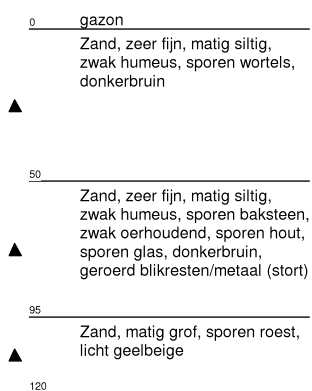 0 gazon
Zand, zeer fijn, matig siltig,
zwak humeus, sporen wortels,
donkerbruin
50
Zand, zeer fijn, matig siltig,
zwak humeus, sporen baksteen,
zwak oerhoudend, sporen hout,
sporen glas, donkerbruin,
geroerd blikresten/metaal (stort)
95
Zand, matig grof, sporen roest,
licht geelbeige
120